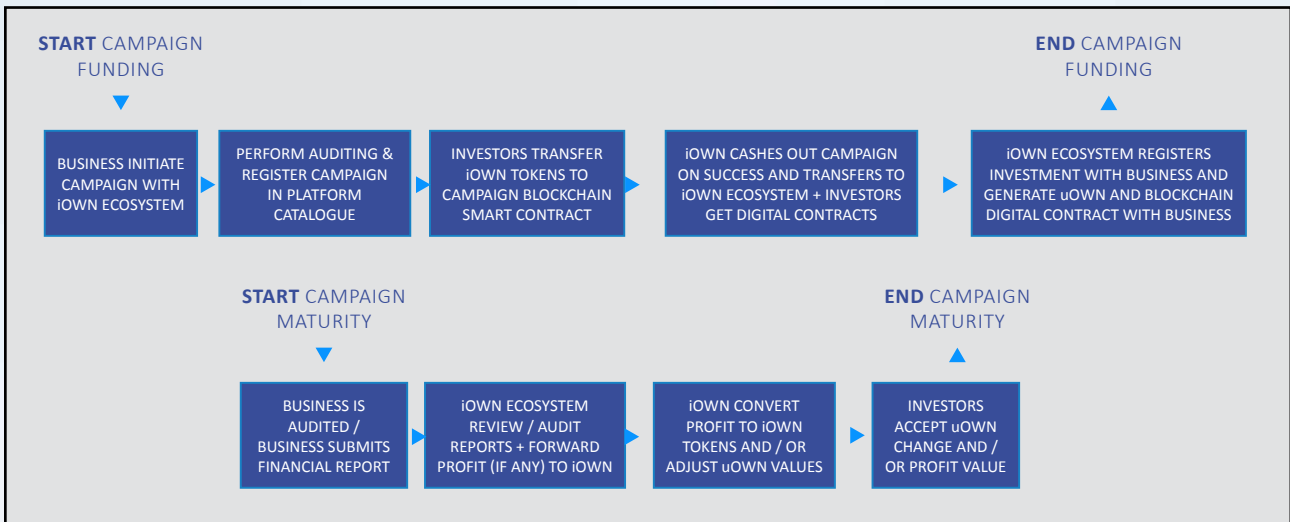 START CAMPAIGN
FUNDING
END CAMPAIGN
FUNDING
BUSINESS INITIATE
CAMPAIGN WITH
iOWN ECOSYSTEM
PERFORM AUDITING &
REGISTER CAMPAIGN
IN PLATFORM
CATALOGUE
INVESTORS TRANSFER
iOWN TOKENS TO
CAMPAIGN BLOCKCHAIN
SMART CONTRACT
iOWN CASHES OUT CAMPAIGN
ON SUCCESS AND TRANSFERS TO
iOWN ECOSYSTEM + INVESTORS
GET DIGITAL CONTRACTS
iOWN ECOSYSTEM REGISTERS
INVESTMENT WITH BUSINESS AND
GENERATE uOWN AND BLOCKCHAIN
DIGITAL CONTRACT WITH BUSINESS
START CAMPAIGN
MATURITY
END CAMPAIGN
MATURITY
BUSINESS IS
AUDITED /
BUSINESS SUBMITS
FINANCIAL REPORT
iOWN ECOSYSTEM
REVIEW / AUDIT
REPORTS + FORWARD
PROFIT (IF ANY) TO iOWN
iOWN CONVERT
PROFIT TO iOWN
TOKENS AND / OR
ADJUST uOWN VALUES
INVESTORS
ACCEPT uOWN
CHANGE AND /
OR PROFIT VALUE